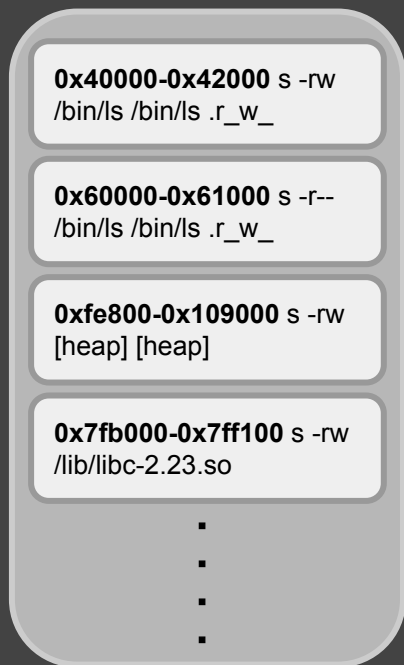 0x40000-0x42000 s -rw
/bin/ls /bin/ls .r_w_
0x60000-0x61000 s -r--
/bin/ls /bin/ls .r_w_
0xfe800-0x109000 s -rw
[heap] [heap]
0x7fb000-0x7ff100 s -rw
/lib/libc-2.23.so
.
.
.
.